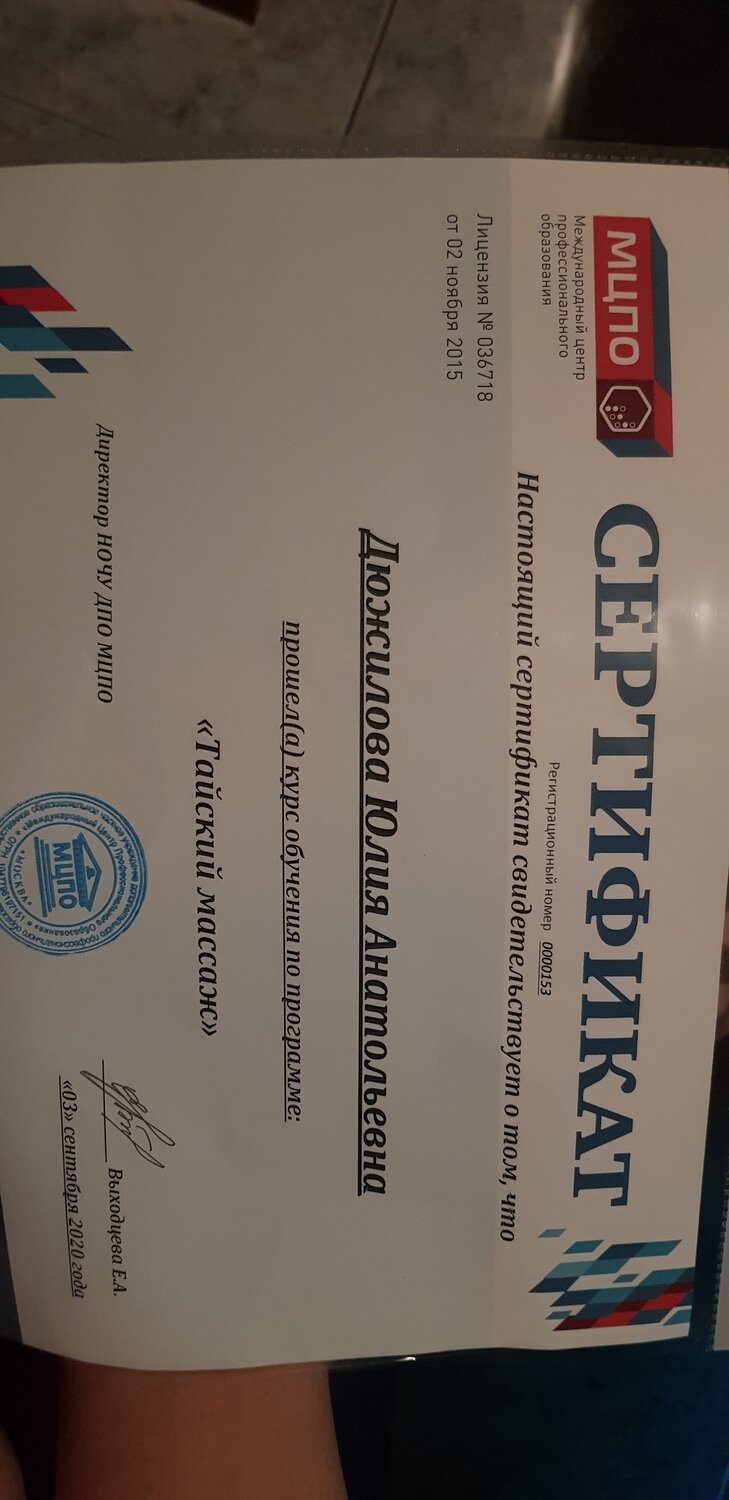 МЦПО
Международный центр
профессионального
образования
СЕРТИФИКАТ
Регистрационный номер 0000153
Настоящий сертификат свидетельствует о том, что
Лицензия № 036718
от 02 ноября 2015
Дюжилова Юлия Анатольевна
прошел(а) курс обучения по программе:
«Тайский массаж»
Директор НОЧУ ДПО МЦПО
Выходцева Е.А.
«03» сентября 2020 года
МЦПО
"МОСКВА"